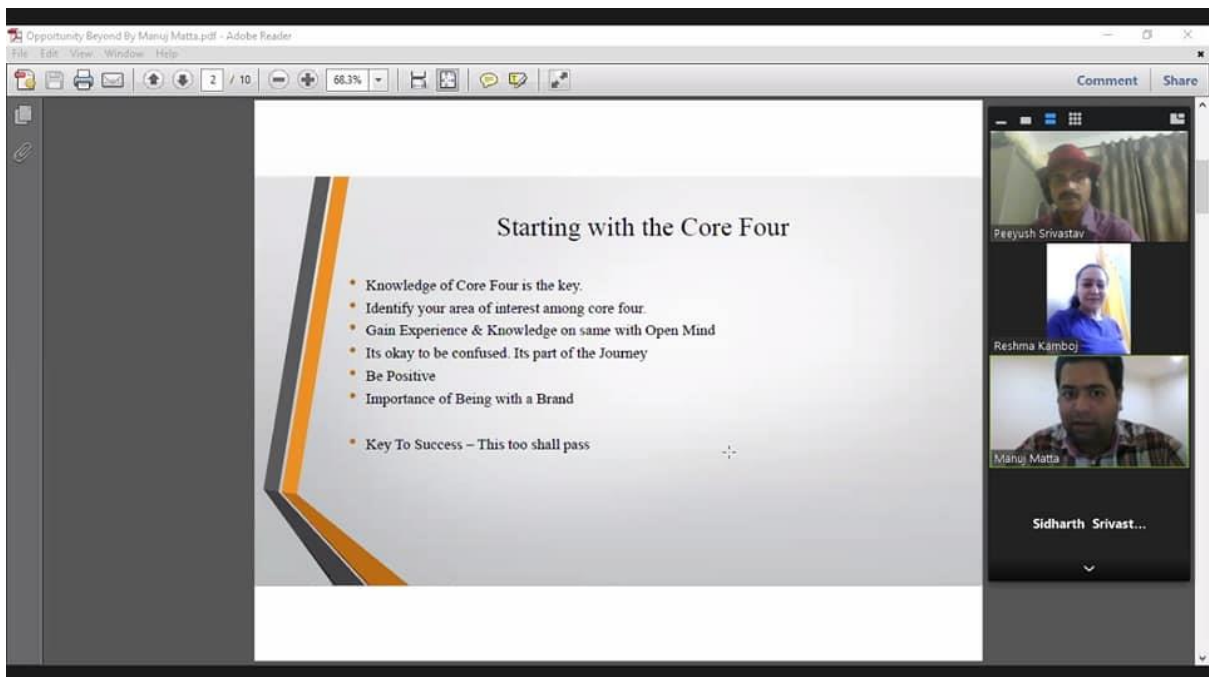 Opportunity Beyond By Manuj Matta.pdf - Adobe Reader
File Edit View Window Help
2 / 10
68.3%
Comment
Share
Starting with the Core Four
Knowledge of Core Four is the key.
Identify your area of interest among core four.
Gain Experience & Knowledge on same with Open Mind
Its okay to be confused. Its part of the Journey
Be Positive
Importance of Being with a Brand
Key To Success – This too shall pass
Peeyush Srivastav
Reshma Kamboj
Manuj Matta
Sidharth Srivast...